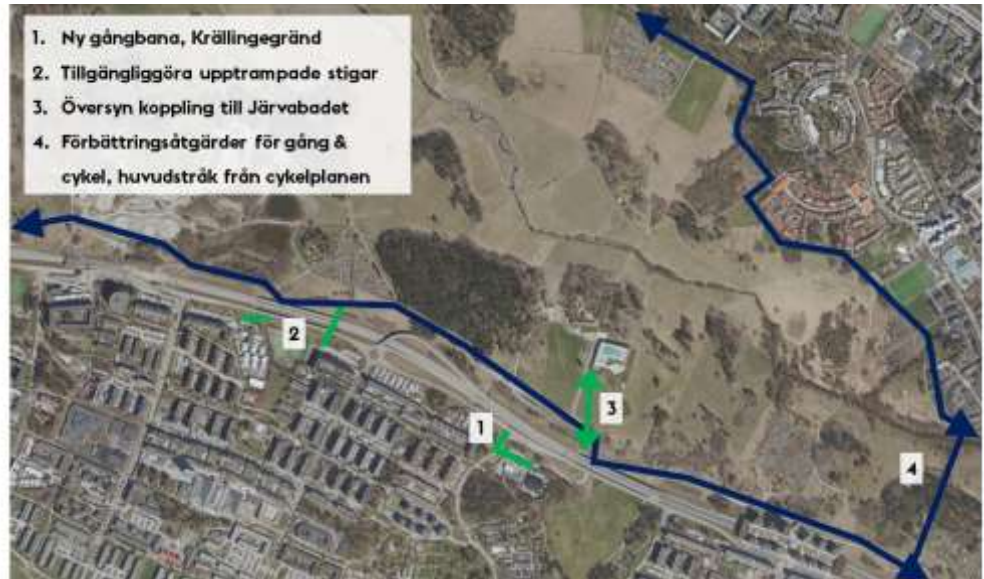 1. Ny gångbana, Krällingegränd
2. Tillgängliggöra upptrampade stigar
3. Översyn koppling till Järvabadet
4. Förbättringsåtgärder för gång &
cykel, huvudstråk från cykelplanen
2
1
3
4